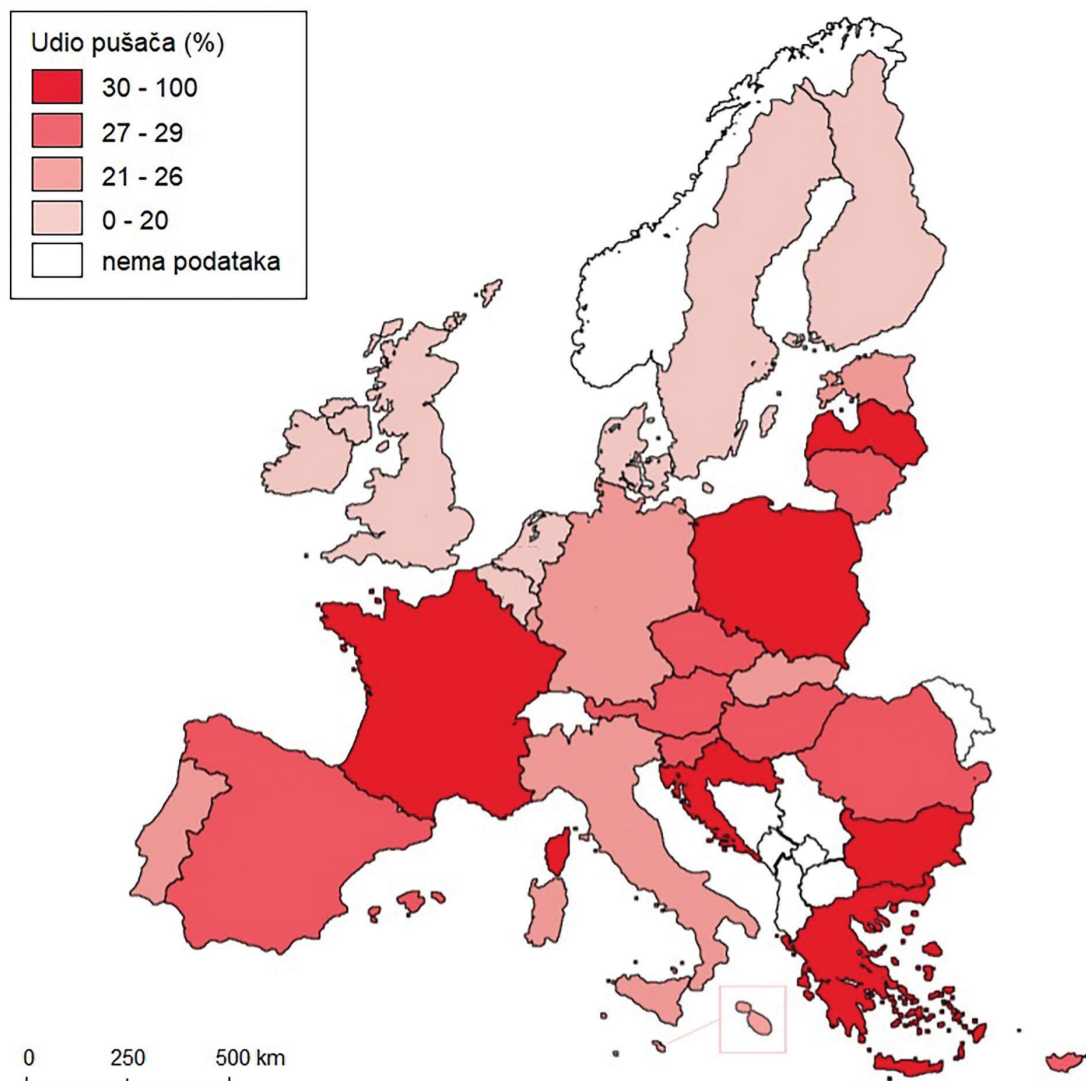 Udio pušača (%)
30 - 100
27 - 29
21 - 26
0 - 20
nema podataka
0 250 500 km